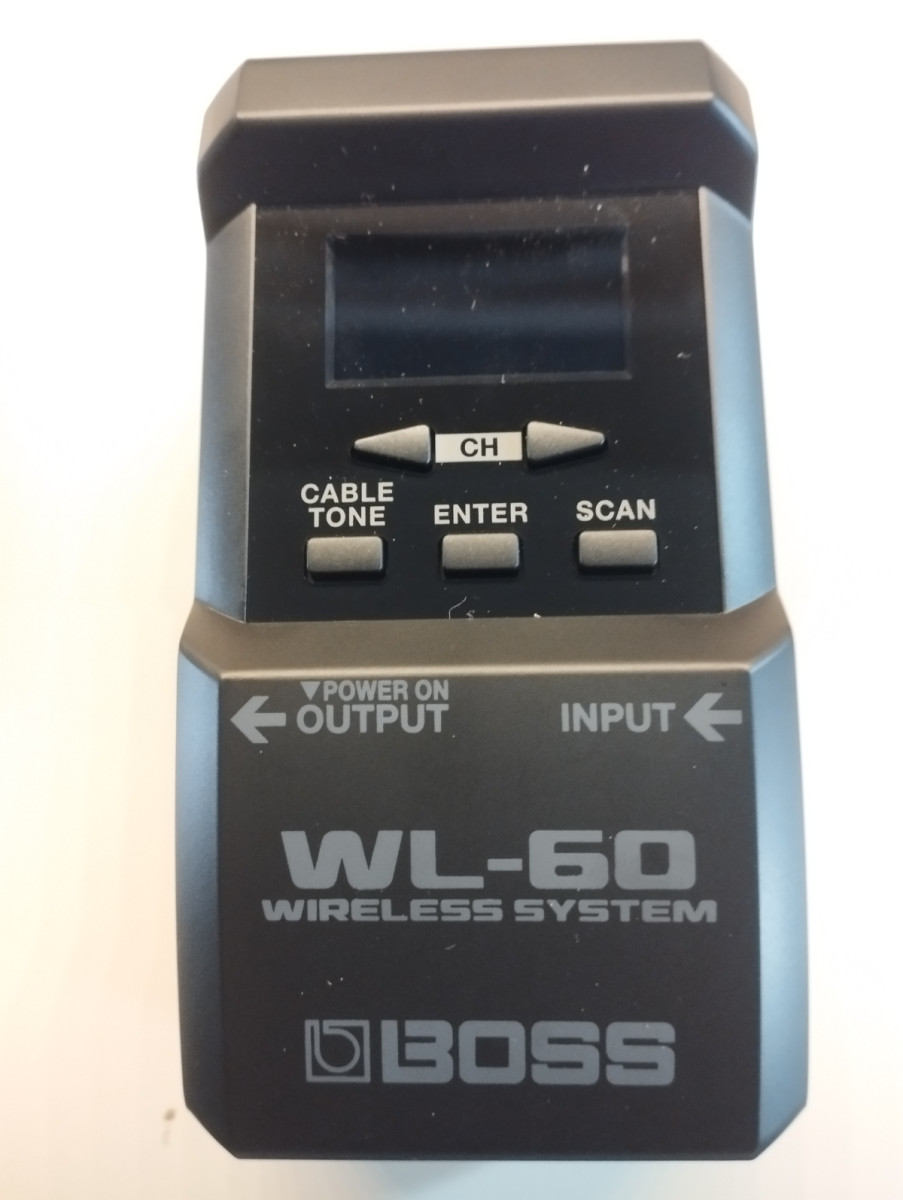 CH
CABLE TONE
ENTER
SCAN
▼POWER ON
OUTPUT
INPUT
WL-60
WIRELESS SYSTEM
BOSS